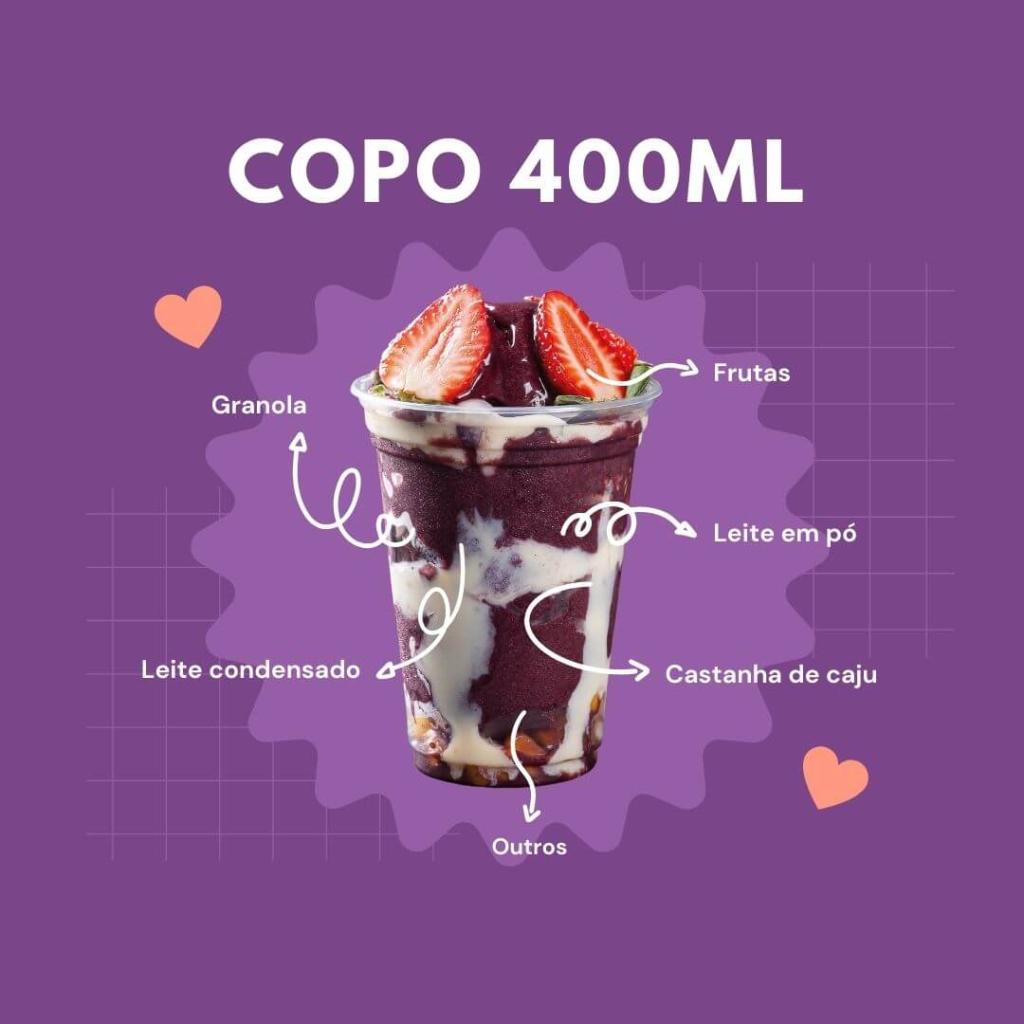 COPO 400ML
Frutas
Granola
Leite em pó
Leite condensado
Castanha de caju
Outros